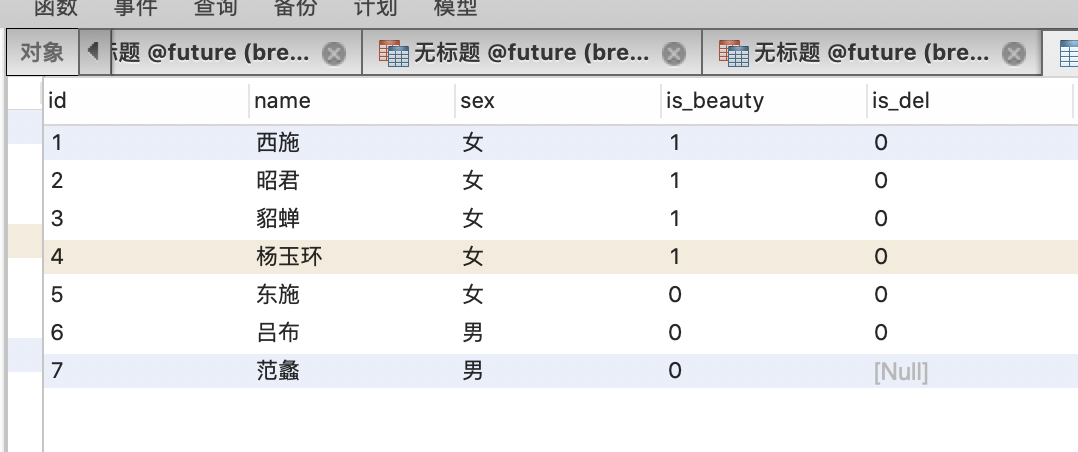 函数 事件 查询 备份 计划 模型
对象 标题 @future (bre... 无标题 @future (bre... 无标题 @future (bre...
id name sex is_beauty is_del
1 西施 女 1 0
2 昭君 女 1 0
3 貂蝉 女 1 0
4 杨玉环 女 1 0
5 东施 女 0 0
6 吕布 男 0 0
7 范蠡 男 0 [Null]